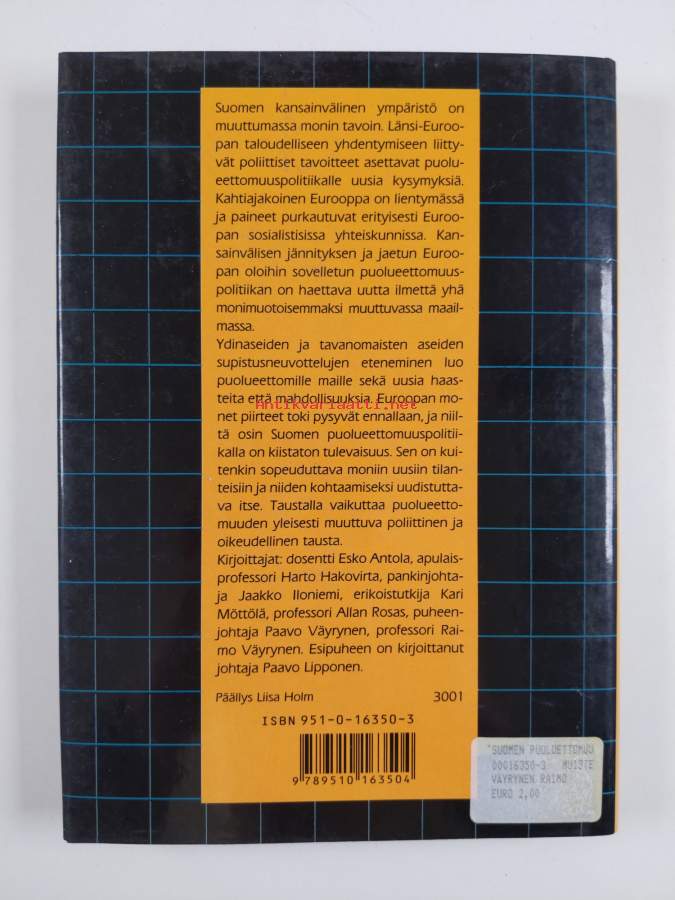 Suomen kansainvälinen ympäristö on
muuttumassa monin tavoin. Länsi-Euroo-
pan taloudelliseen yhdentymiseen liitty-
vät poliittiset tavoitteet asettavat puolu-
eettomuuspolitiikalle uusia kysymyksiä.
Kahtiajakoinen Eurooppa on lientymässä
ja paineet purkautuvat erityisesti Euroo-
pan sosialistisissa yhteiskunnissa. Kan-
sainvälisen jännityksen ja jaetun Euroo-
pan oloihin sovelletun puolueettomuus-
politiikan on haettava uutta ilmettä yhä
monimuotoisemmaksi muuttuvassa maail-
massa.
Ydinaseiden ja tavanomaisten aseiden
supistusneuvottelujen eteneminen luo
puolueettomille maille sekä uusia haas-
teita että mahdollisuuksia. Euroopan mo-
Antikvariaatti.net
net piirteet toki pysyvät ennallaan, ja niil-
tä osin Suomen puolueettomuuspolitii-
kalla on kiistaton tulevaisuus. Sen on kui-
tenkin sopeuduttava moniin uusiin tilan-
teisiin ja niiden kohtaamiseksi uudistutta-
va itse. Taustalla vaikuttaa puolueetto-
muuden yleisesti muuttuva poliittinen ja
oikeudellinen tausta.
Kirjoittajat: dosentti Esko Antola, apulais-
professori Harto Hakovirta, pankinjohta-
ja Jaakko Iloniemi, erikoistutkija Kari
Möttölä, professori Allan Rosas, puheen-
johtaja Paavo Väyrynen, professori Rai-
mo Väyrynen. Esipuheen on kirjoittanut
johtaja Paavo Lipponen.
Päällys Liisa Holm 3001
ISBN 951-0-16350-3
9 789510 163504
"SUOMEN PUOLUETTOMUU
00016350-3 MUISTE
VÄYRYNEN RAIMO
EURO 2,00